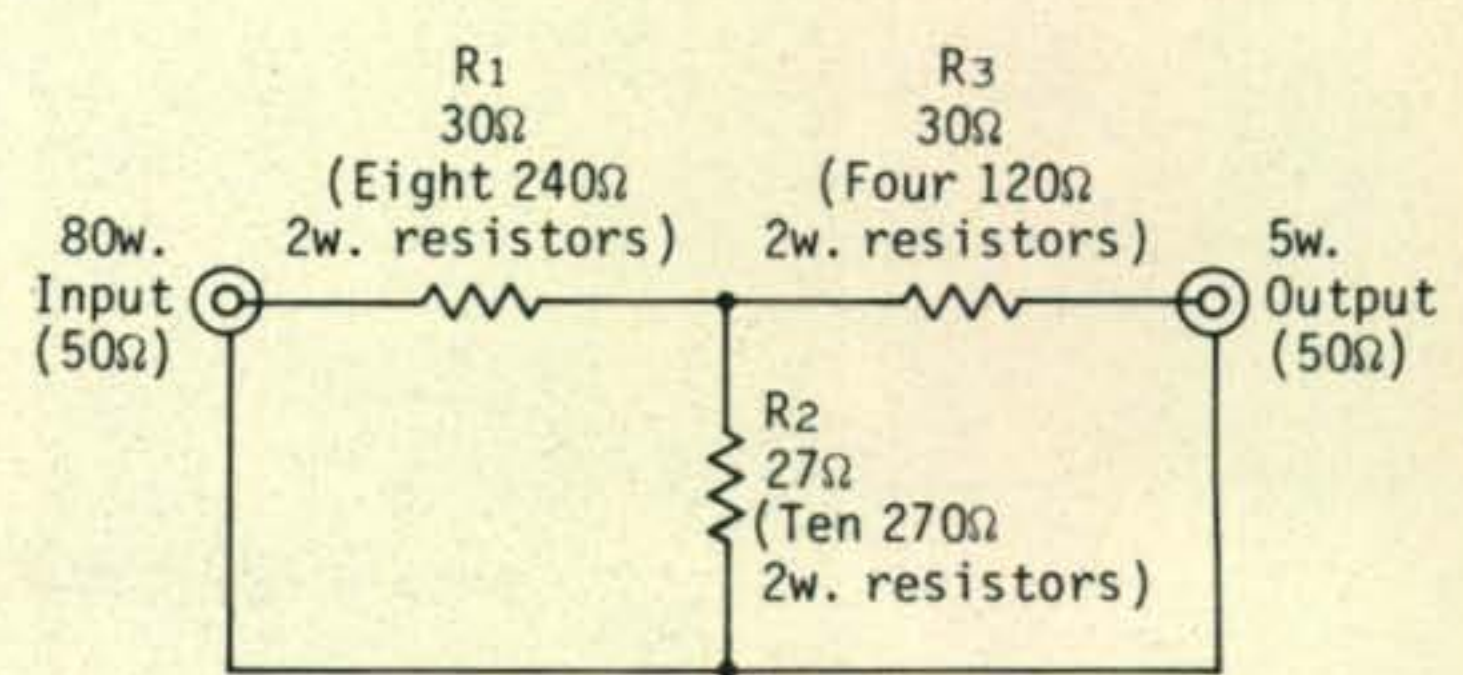 R1
30Ω
(Eight 240Ω
2w. resistors)
R3
30Ω
(Four 120Ω
2w. resistors)
80w.
Input
(50Ω)
5w.
Output
(50Ω)
R2
27Ω
(Ten 270Ω
2w. resistors)